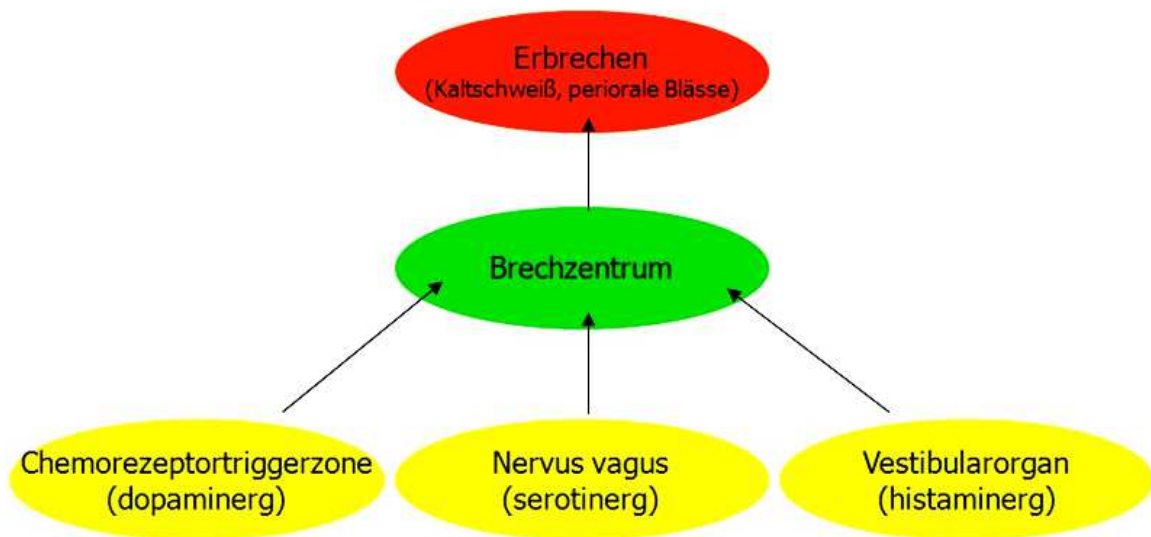 Erbrechen
(Kaltschweiß, periorale Blässe)
Brechzentrum
Chemorezeptortriggerzone
(dopaminerg)
Nervus vagus
(serotinerg)
Vestibularorgan
(histaminerg)